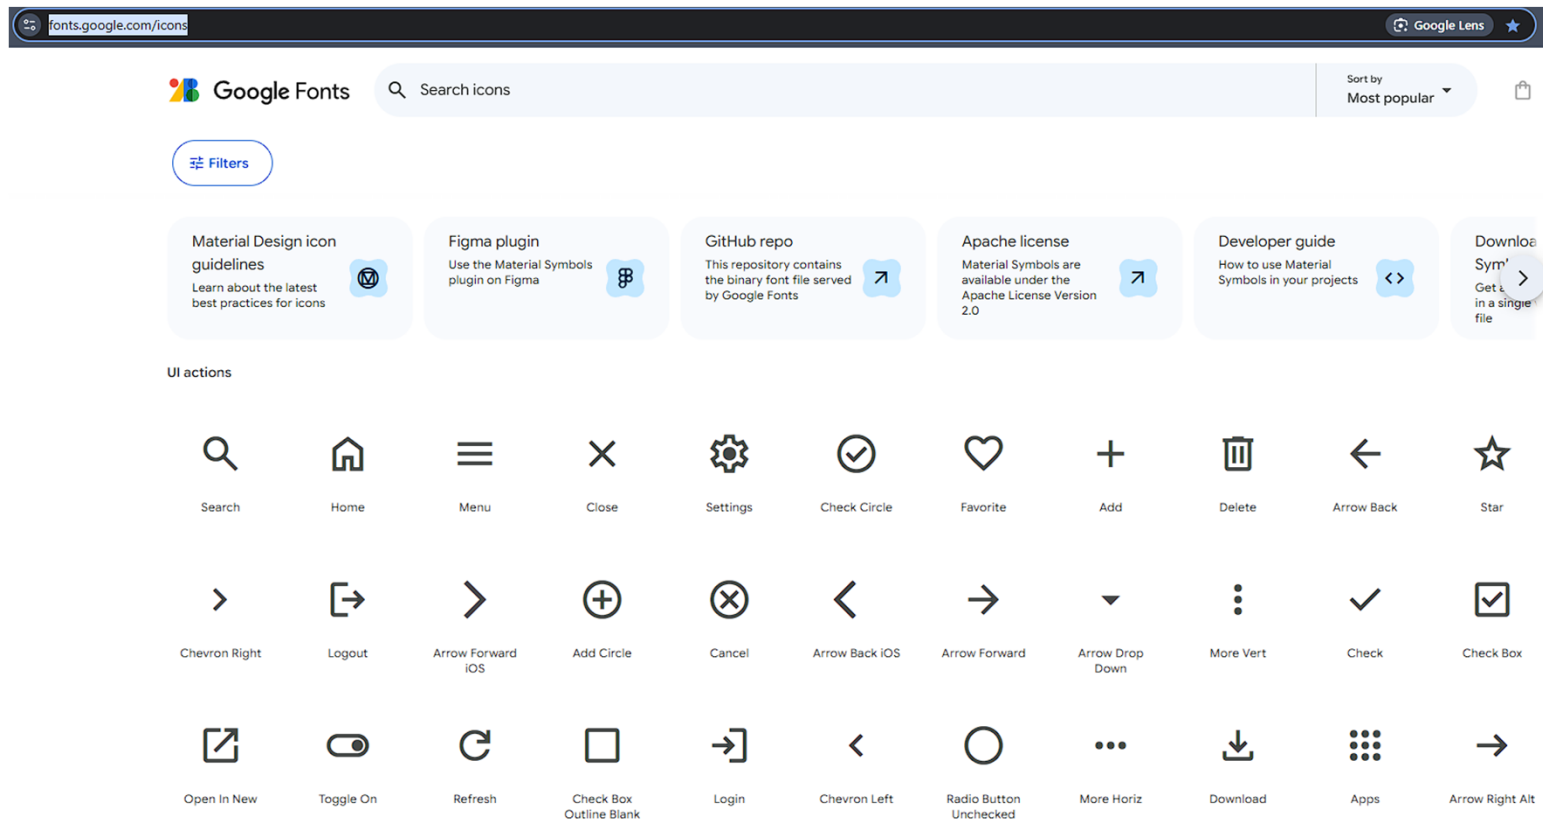 fonts.google.com/icons
Google Lens
Google Fonts
Search icons
Sort by
Most popular
Filters
Material Design icon
guidelines
Learn about the latest
best practices for icons
Figma plugin
Use the Material Symbols
plugin on Figma
GitHub repo
This repository contains
the binary font file served
by Google Fonts
Apache license
Material Symbols are
available under the
Apache License Version
2.0
Developer guide
How to use Material
Symbols in your projects
Downloa
Sym
Get
in a single
file
UI actions
Search
Home
Menu
Close
Settings
Check Circle
Favorite
Add
Delete
Arrow Back
Star
Chevron Right
Logout
Arrow Forward
iOS
Add Circle
Cancel
Arrow Back iOS
Arrow Forward
Arrow Drop
Down
More Vert
Check
Check Box
Open In New
Toggle On
Refresh
Check Box
Outline Blank
Login
Chevron Left
Radio Button
Unchecked
More Horiz
Download
Apps
Arrow Right Alt